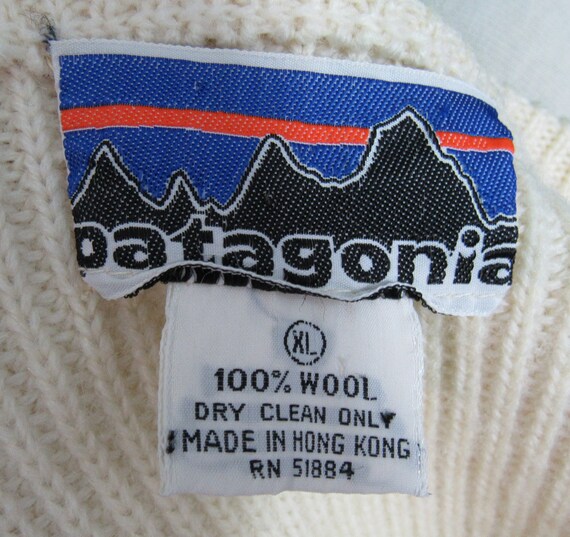 patagonia
XL
100% WOOL
DRY CLEAN ONLY
MADE IN HONG KONG
RN 51884